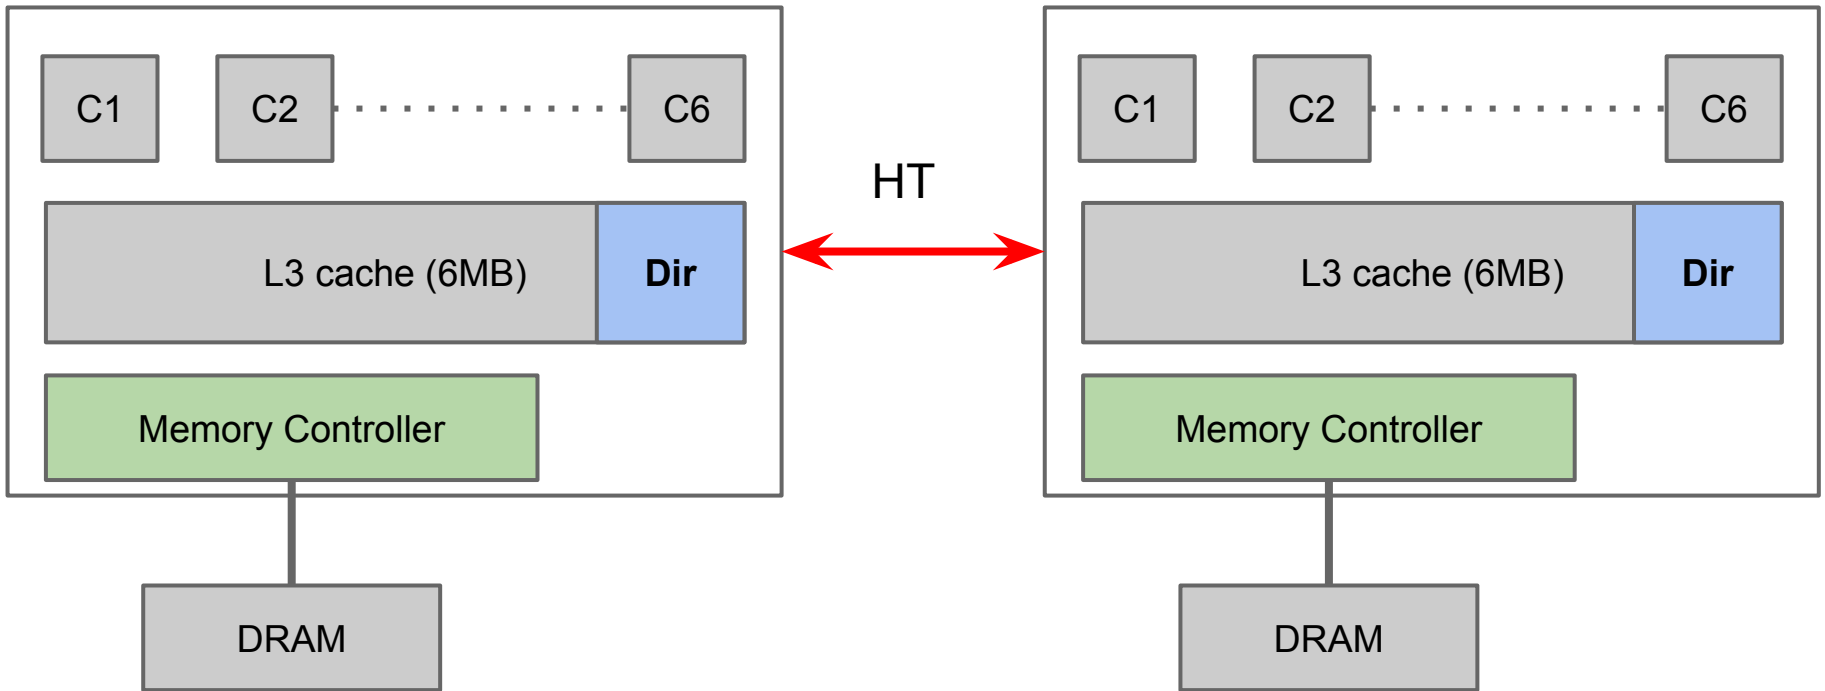 C1
C2
C6
L3 cache (6MB)
Dir
Memory Controller
DRAM
HT
C1
C2
C6
L3 cache (6MB)
Dir
Memory Controller
DRAM